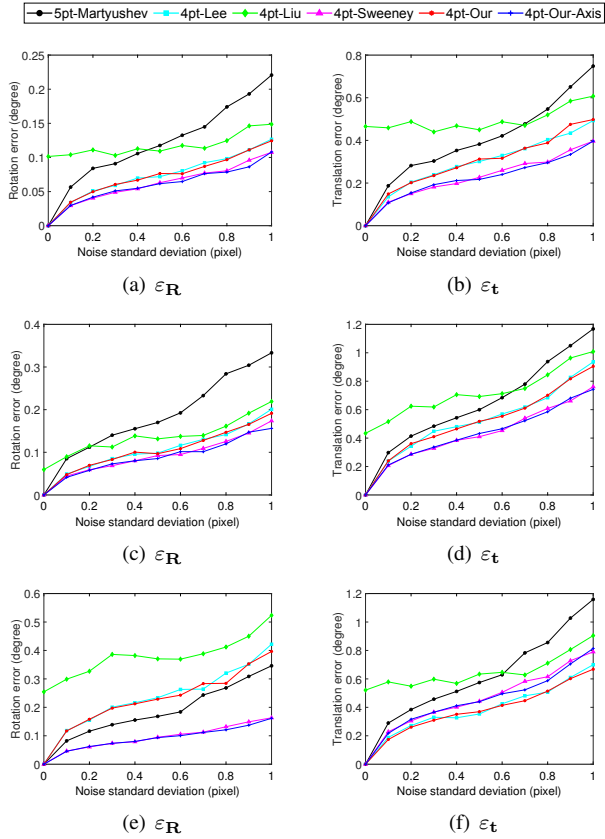 5pt-Martyushev 4pt-Lee 4pt-Liu 4pt-Sweeney 4pt-Our 4pt-Our-Axis
0.25
0.2
0.15
0.1
0.05
0
Rotation error (degree)
0 0.2 0.4 0.6 0.8 1
Noise standard deviation (pixel)
(a) ε_R
0.8
0.6
0.4
0.2
0
Translation error (degree)
0 0.2 0.4 0.6 0.8 1
Noise standard deviation (pixel)
(b) ε_t
0.4
0.3
0.2
0.1
0
Rotation error (degree)
0 0.2 0.4 0.6 0.8 1
Noise standard deviation (pixel)
(c) ε_R
1.2
1
0.8
0.6
0.4
0.2
0
Translation error (degree)
0 0.2 0.4 0.6 0.8 1
Noise standard deviation (pixel)
(d) ε_t
0.6
0.5
0.4
0.3
0.2
0.1
0
Rotation error (degree)
0 0.2 0.4 0.6 0.8 1
Noise standard deviation (pixel)
(e) ε_R
1.2
1
0.8
0.6
0.4
0.2
0
Translation error (degree)
0 0.2 0.4 0.6 0.8 1
Noise standard deviation (pixel)
(f) ε_t